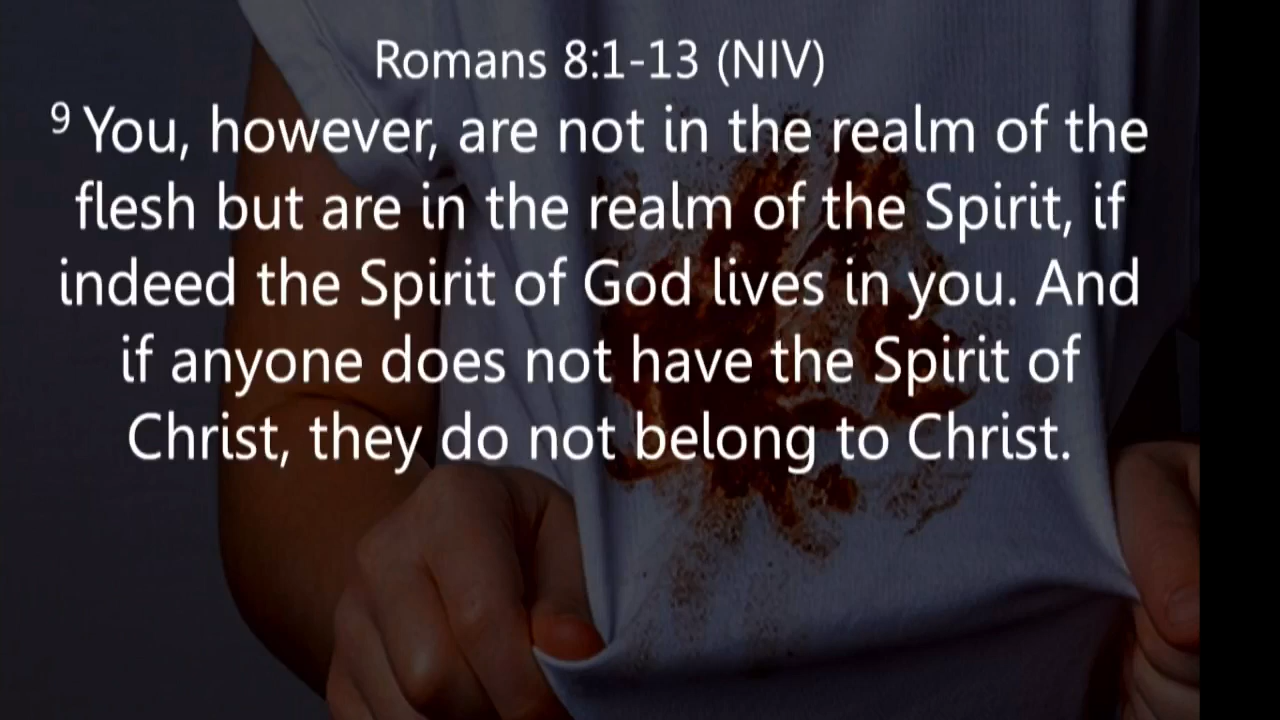 Romans 8:1-13 (NIV)
9 You, however, are not in the realm of the
flesh but are in the realm of the Spirit, if
indeed the Spirit of God lives in you. And
if anyone does not have the Spirit of
Christ, they do not belong to Christ.